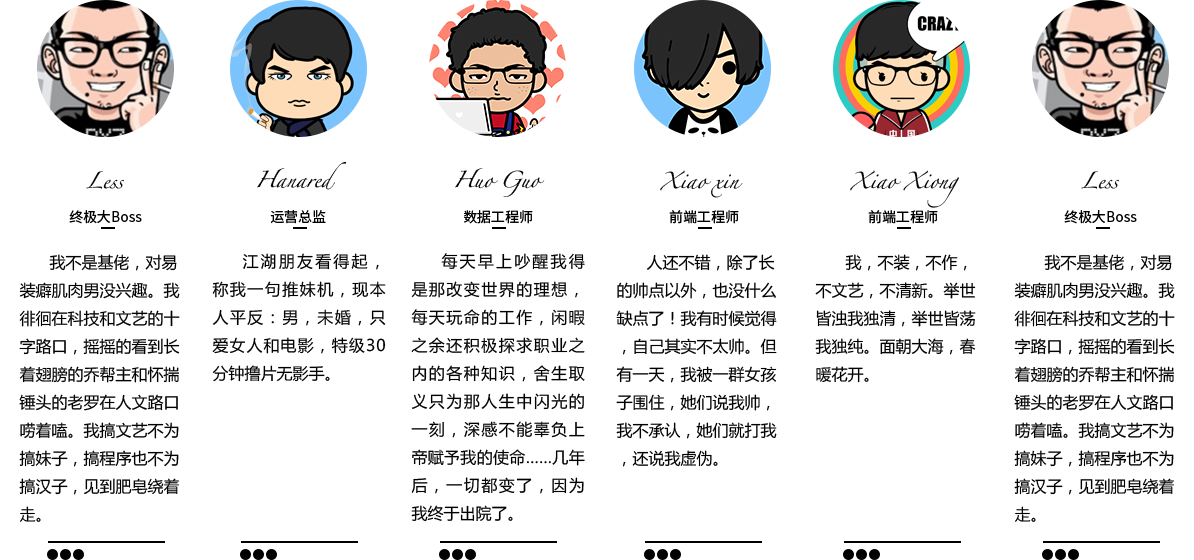 CRAZY
中国
Less
终极大Boss
我不是基佬，对易
装癖肌肉男没兴趣。我
徘徊在科技和文艺的十
字路口，摇摇的看到长
着翅膀的乔帮主和怀揣
锤头的老罗在人文路口
唠着嗑。我搞文艺不为
搞妹子，搞程序也不为
搞汉子，见到肥皂绕着
走。
Hanared
运营总监
江湖朋友看得起，
称我一句推妹机，现本
人平反：男，未婚，只
爱女人和电影，特级30
分钟撸片无影手。
Huo Guo
数据工程师
每天早上吵醒我得
是那改变世界的理想，
每天玩命的工作，闲暇
之余还积极探求职业之
内的各种知识，舍生取
义只为那人生中闪光的
一刻，深感不能辜负上
帝赋予我的使命......几年
后，一切都变了，因为
我终于出院了。
Xiao xin
前端工程师
人还不错，除了长
的帅点以外，也没什么
缺点了！我有时候觉得
，自己其实不太帅。但
有一天，我被一群女孩
子围住，她们说我帅，
我不承认，她们就打我
，还说我虚伪。
Xiao Xiong
前端工程师
我，不装，不作，
不文艺，不清新。举世
皆浊我独清，举世皆荡
我独纯。面朝大海，春
暖花开。
Less
终极大Boss
我不是基佬，对易
装癖肌肉男没兴趣。我
徘徊在科技和文艺的十
字路口，摇摇的看到长
着翅膀的乔帮主和怀揣
锤头的老罗在人文路口
唠着嗑。我搞文艺不为
搞妹子，搞程序也不为
搞汉子，见到肥皂绕着
走。